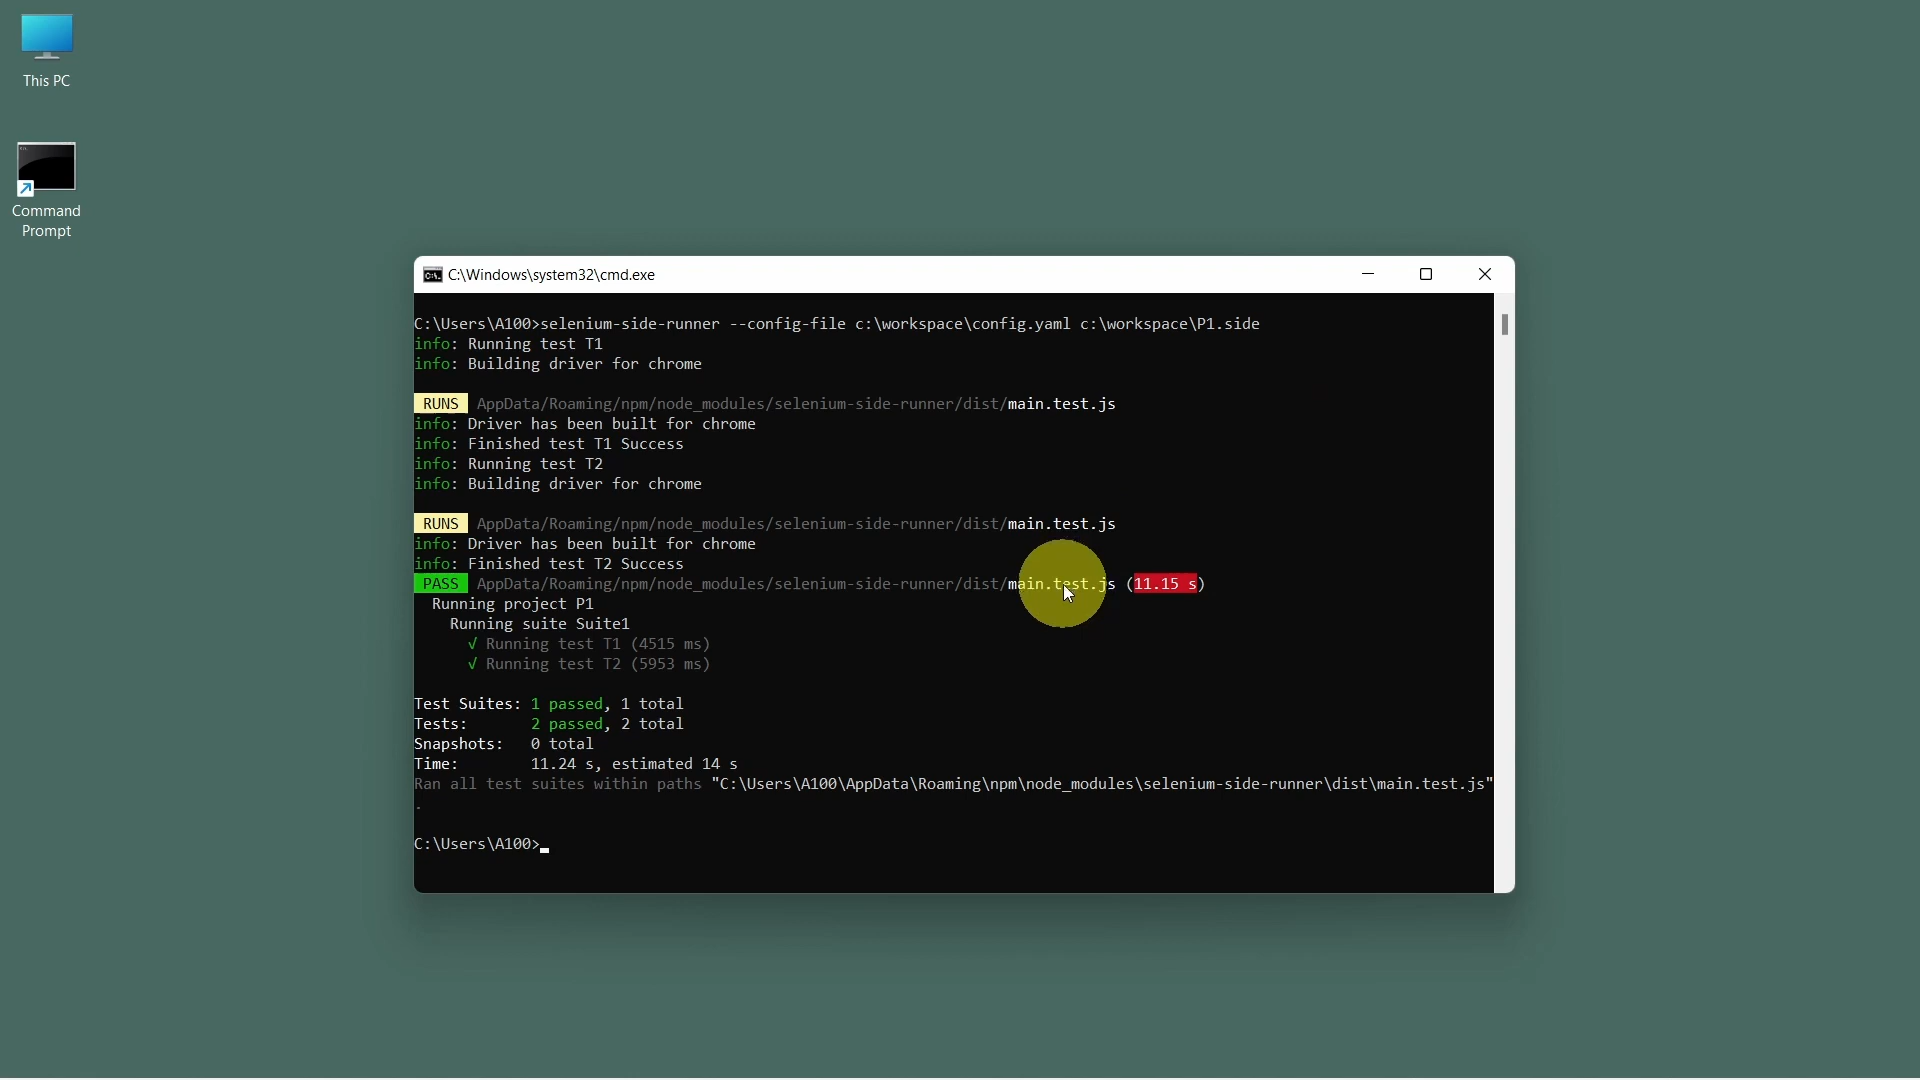 This PC
Command
Prompt
C:\Windows\system32\cmd.exe
C:\Users\A100>selenium-side-runner --config-file c:\workspace\config.yaml c:\workspace\P1.side
info: Running test T1
info: Building driver for chrome
RUNS AppData/Roaming/npm/node_modules/selenium-side-runner/dist/main.test.js
info: Driver has been built for chrome
info: Finished test T1 Success
info: Running test T2
info: Building driver for chrome
RUNS AppData/Roaming/npm/node_modules/selenium-side-runner/dist/main.test.js
info: Driver has been built for chrome
info: Finished test T2 Success
PASS AppData/Roaming/npm/node_modules/selenium-side-runner/dist/main.test.js (11.15 s)
Running project P1
Running suite Suite1
√ Running test T1 (4515 ms)
√ Running test T2 (5953 ms)
Test Suites: 1 passed, 1 total
Tests: 2 passed, 2 total
Snapshots: 0 total
Time: 11.24 s, estimated 14 s
Ran all test suites within paths "C:\Users\A100\AppData\Roaming\npm\node_modules\selenium-side-runner\dist\main.test.js"
.
C:\Users\A100>